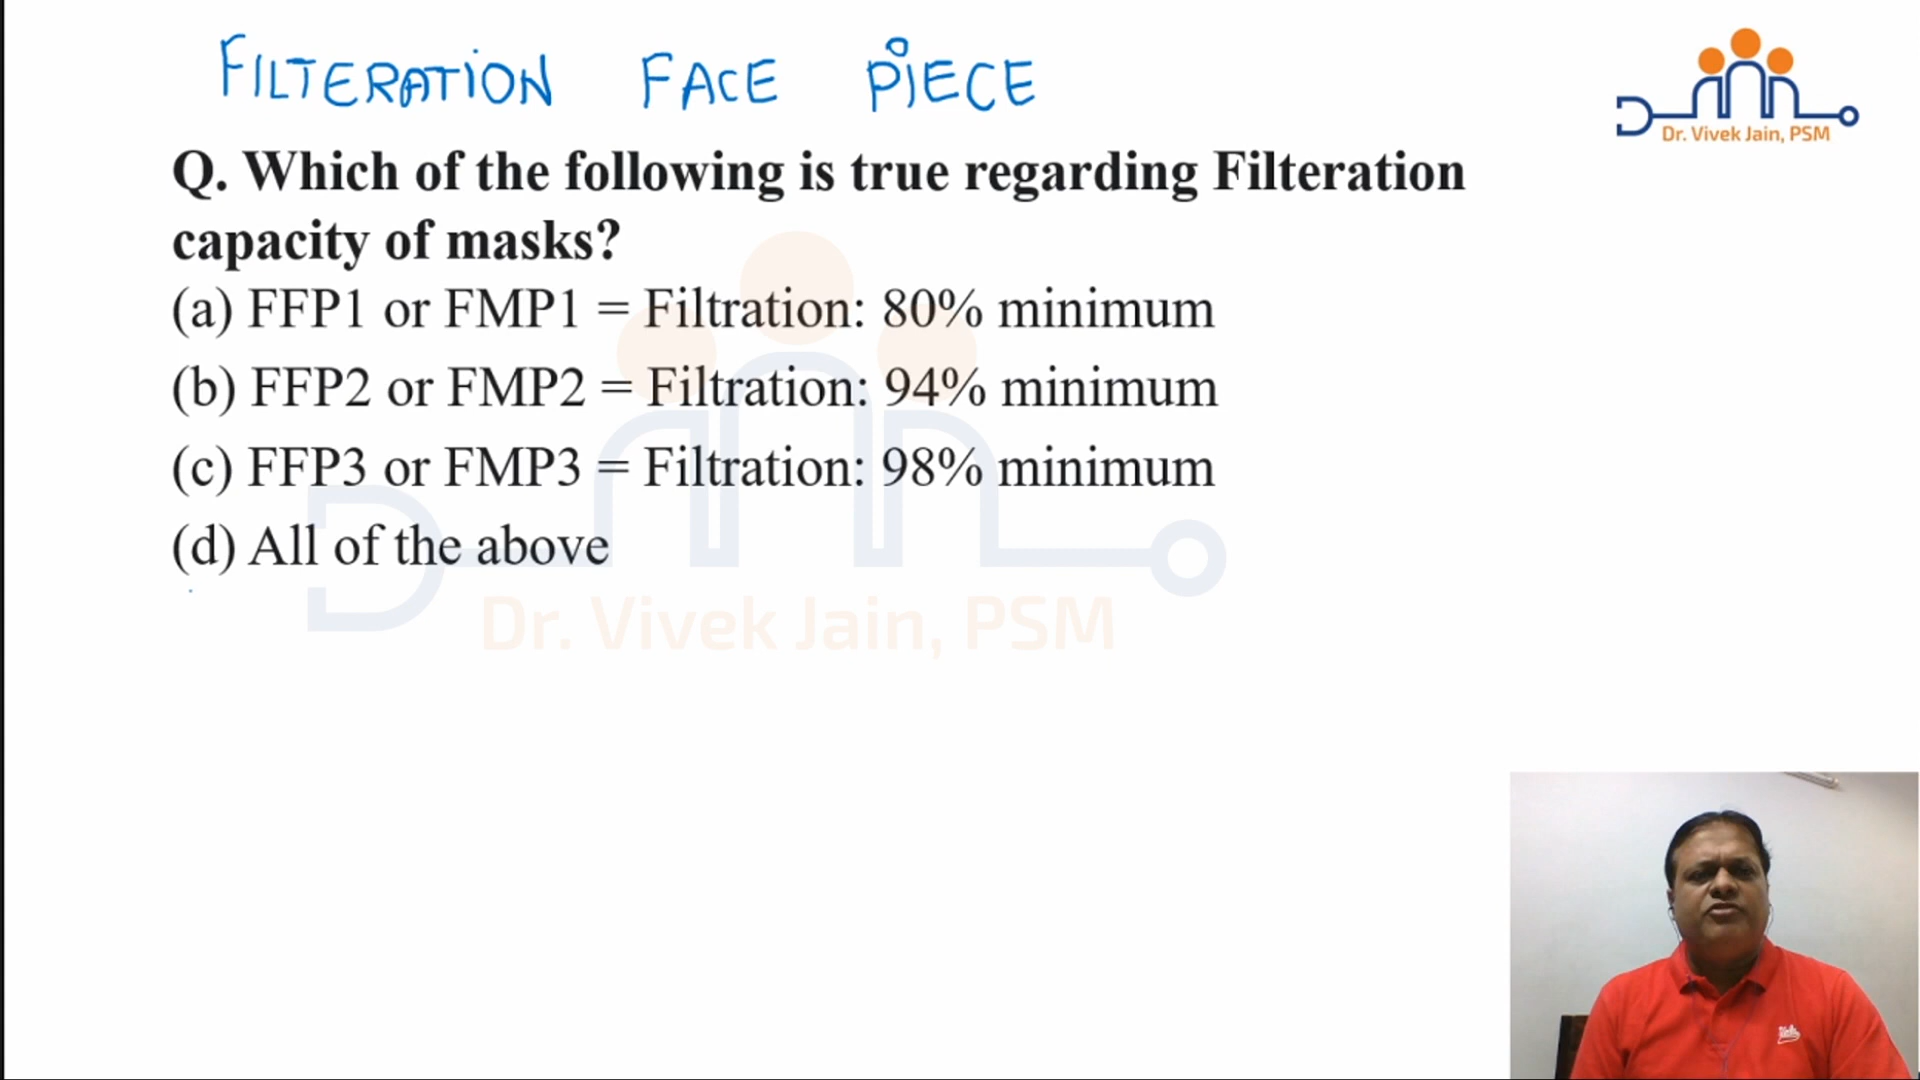 FILTERATION FACE PIECE
Dr. Vivek Jain, PSM
Q. Which of the following is true regarding Filteration
capacity of masks?
(a) FFP1 or FMP1 = Filtration: 80% minimum
(b) FFP2 or FMP2 = Filtration: 94% minimum
(c) FFP3 or FMP3 = Filtration: 98% minimum
(d) All of the above
Dr. Vivek Jain, PSM